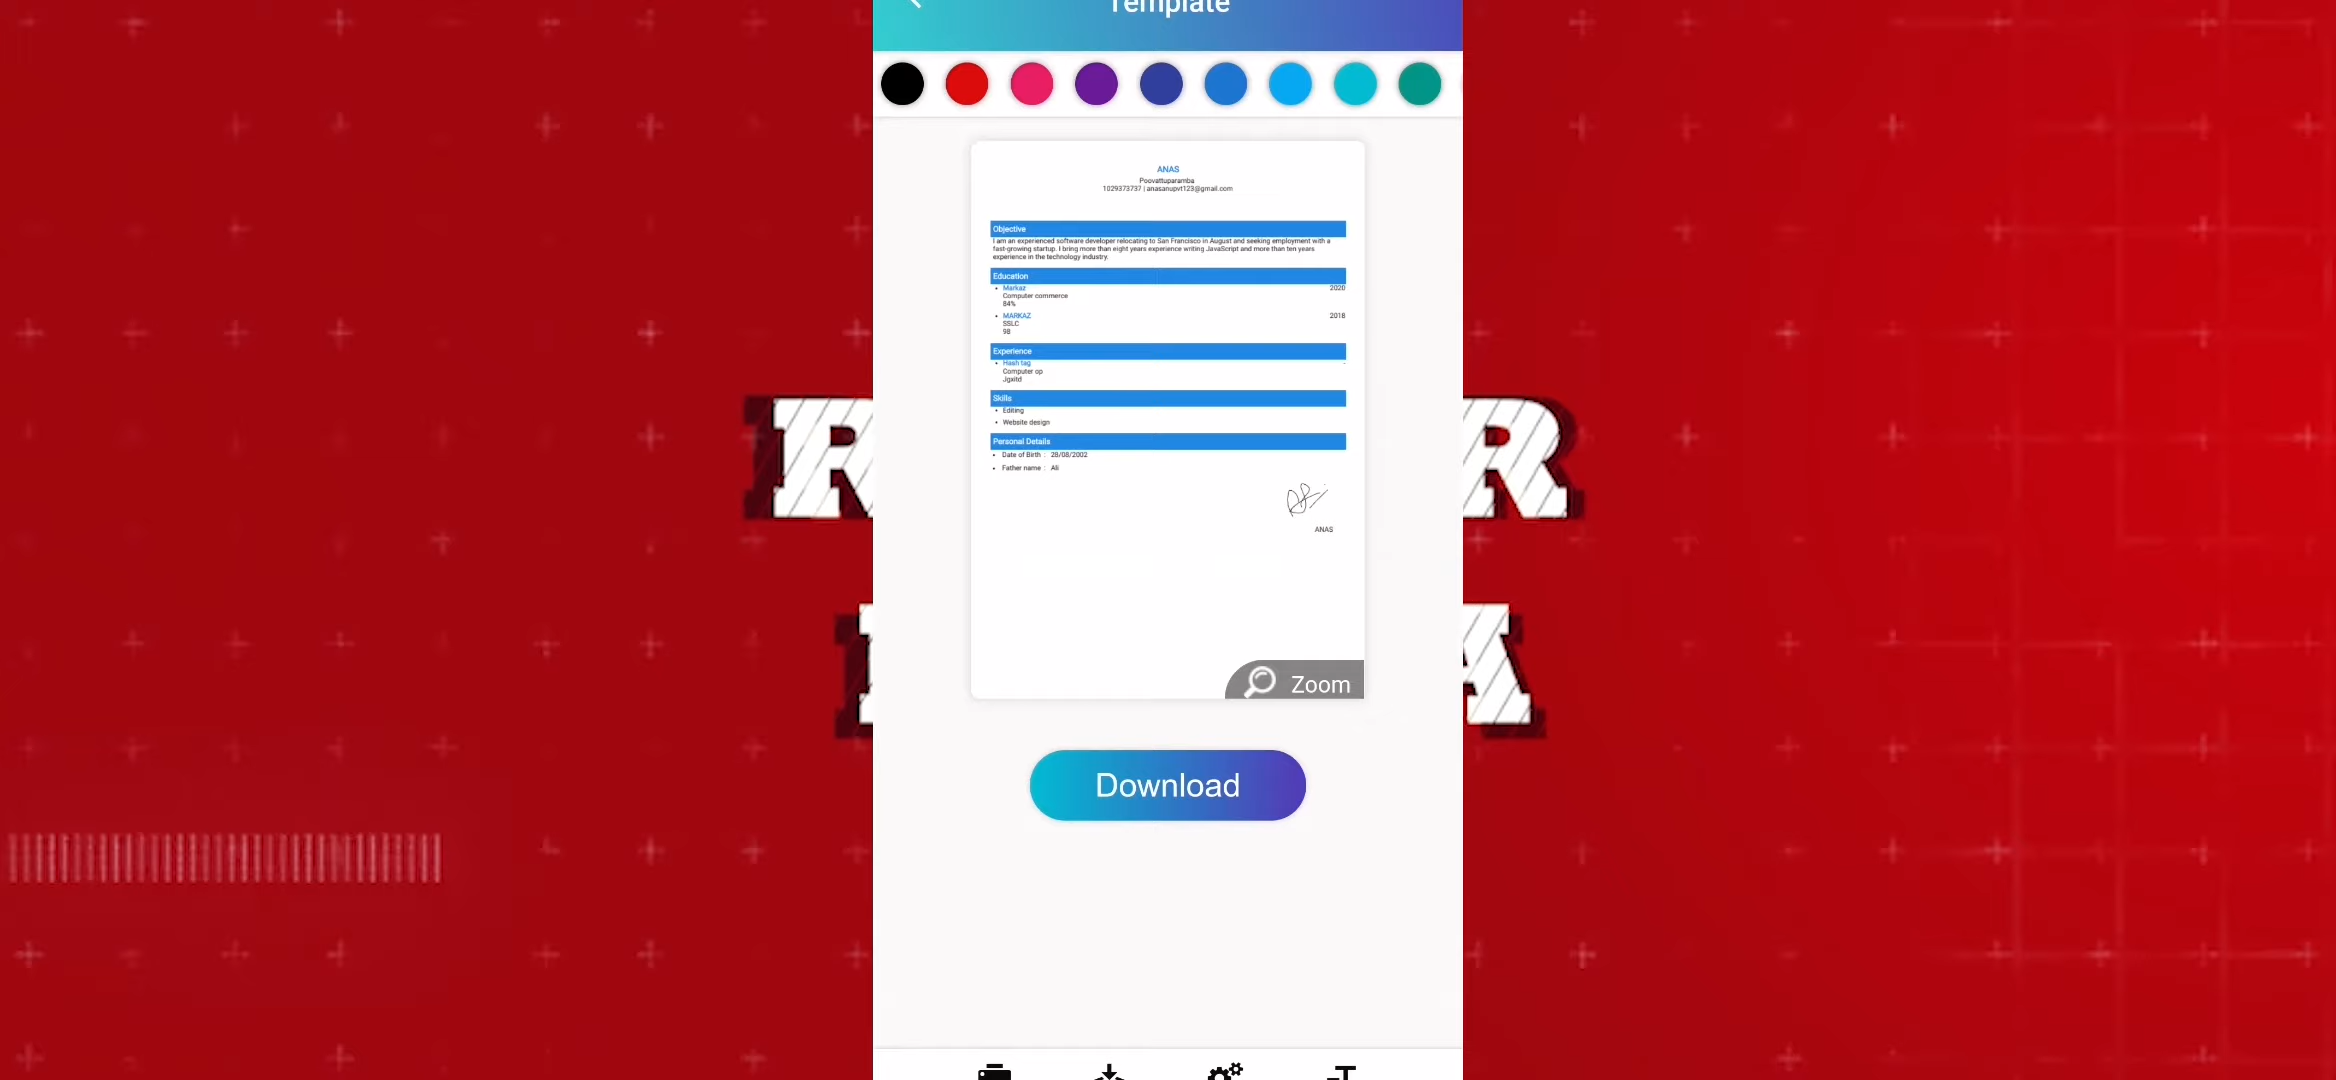 Template
ANAS
Poovattuparamba
1029373737 | anasanupvt123@gmail.com
Objective
I am an experienced software developer relocating to San Francisco in August and seeking employment with a
fast-growing startup. I bring more than eight years experience writing JavaScript and more than ten years
experience in the technology industry.
Education
• Markaz 2020
Computer commerce
84%
• MARKAZ 2018
SSLC
98
Experience
• Hash tag -
Computer op
Jgxitd
Skills
• Editing
• Website design
Personal Details
• Date of Birth : 28/08/2002
• Father name : Ali
ANAS
Zoom
Download
R R
A